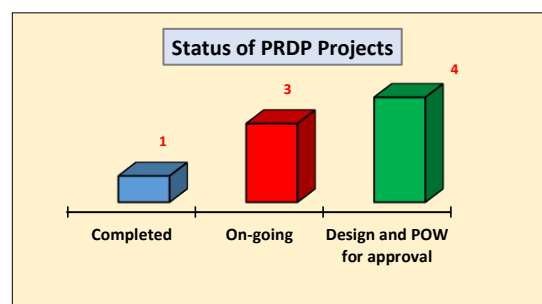 Status of PRDP Projects
4
3
1
Completed
On-going
Design and POW
for approval